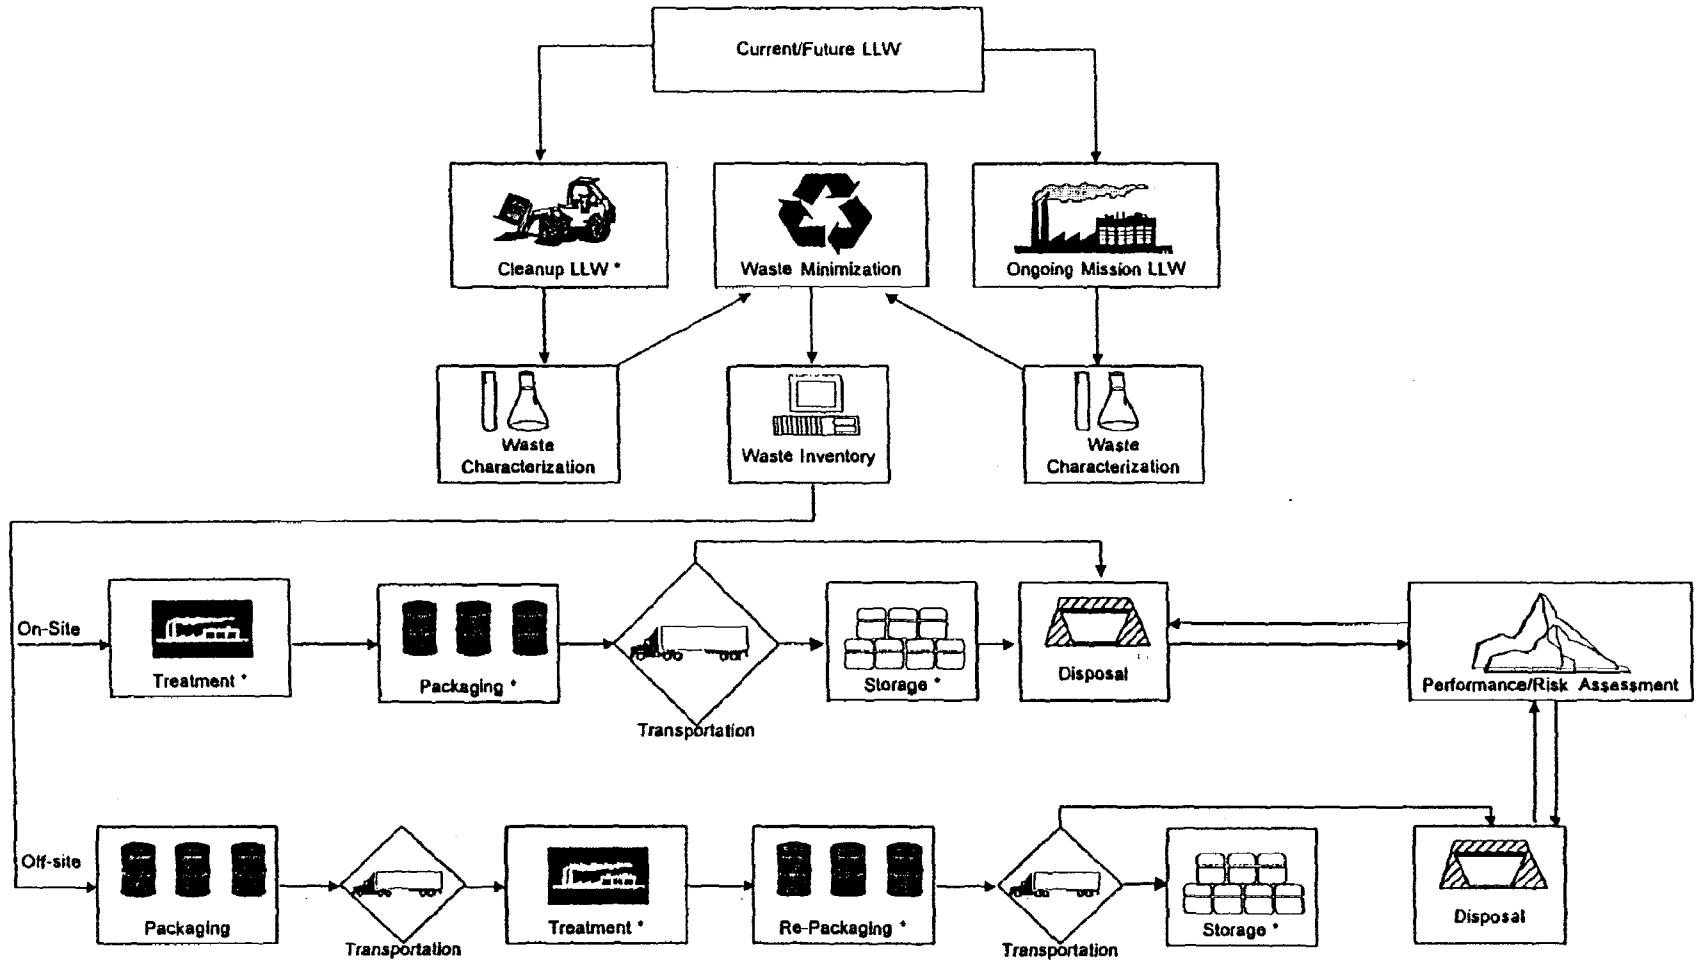 Current/Future LLW
Cleanup LLW *
Waste Minimization
Ongoing Mission LLW
Waste
Characterization
Waste Inventory
Waste
Characterization
On-Site
Treatment *
Packaging *
Transportation
Storage *
Disposal
Performance/Risk Assessment
Off-site
Packaging
Transportation
Treatment *
Re-Packaging *
Transportation
Storage *
Disposal